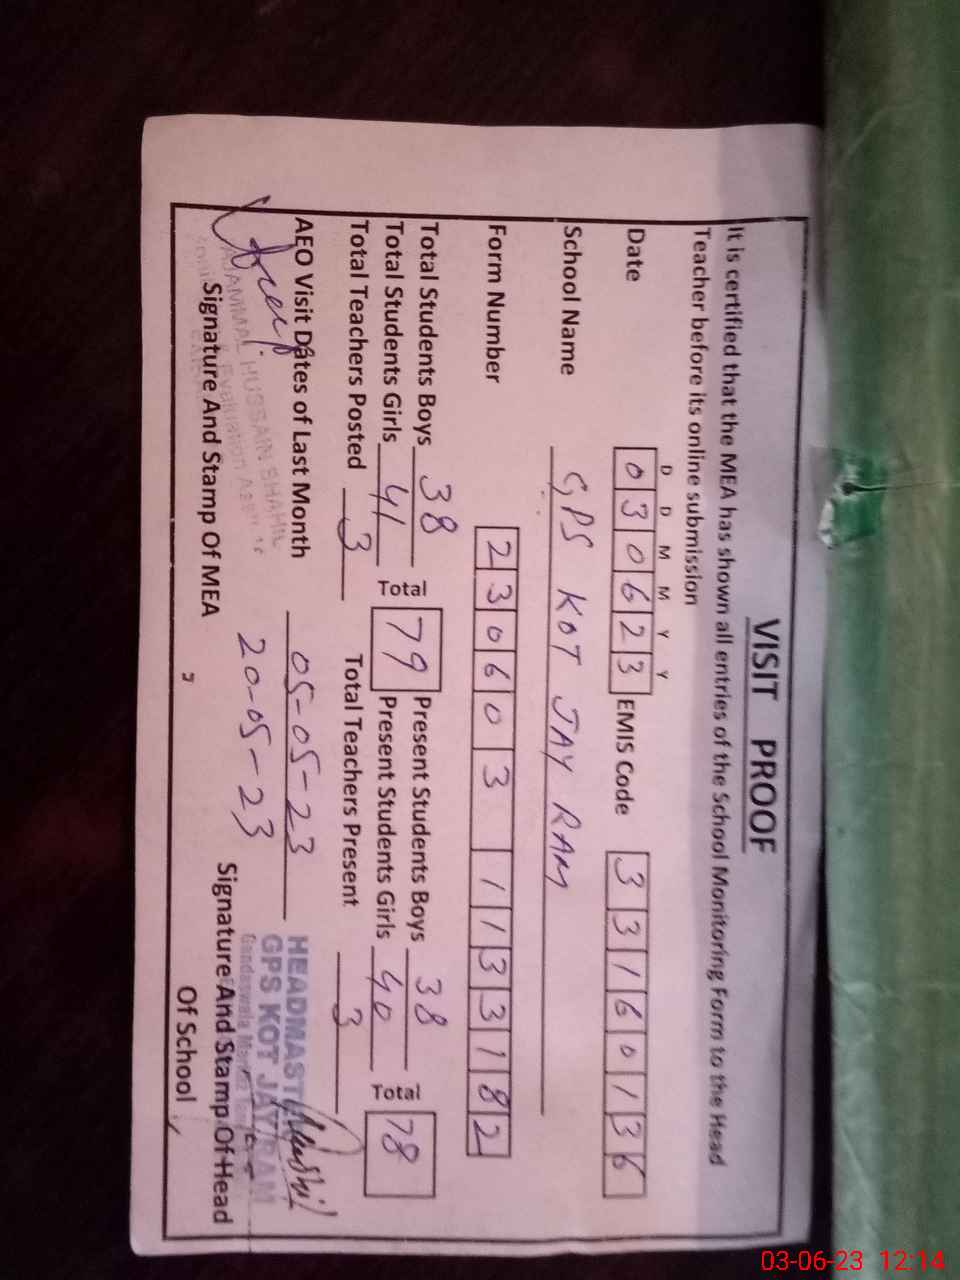 VISIT PROOF
It is certified that the MEA has shown all entries of the School Monitoring Form to the Head
Teacher before its online submission
D D M M Y Y
Date 0 3 0 6 2 3 EMIS Code 3 3 1 6 0 1 3 6
School Name GPS KOT JAY RAM
Form Number 2 3 0 6 0 3 1 1 3 3 1 8 2
Total Students Boys 38 Total 79 Present Students Boys 38 Total 78
Total Students Girls 41 Present Students Girls 40
Total Teachers Posted 3 Total Teachers Present 3
AEO Visit Dates of Last Month 05-05-23
20-05-23
HUSSAIN SHAHID
Evaluation
HEADMASTER
GPS KOT JAY RAM
Signature And Stamp Of MEA
Signature And Stamp Of Head
Of School
03-06-23 12:14